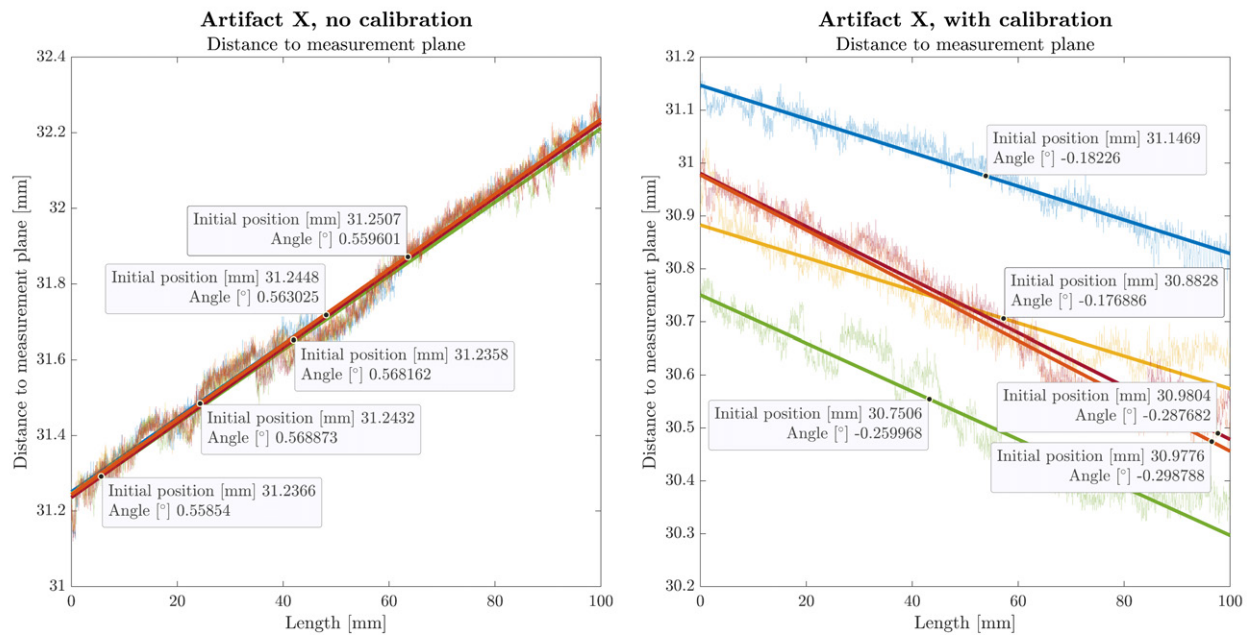 Artifact X, no calibration
Distance to measurement plane
Distance to measurement plane [mm]
32.4
32.2
32
31.8
31.6
31.4
31.2
31
Initial position [mm] 31.2507
Angle [°] 0.559601
Initial position [mm] 31.2448
Angle [°] 0.563025
Initial position [mm] 31.2358
Angle [°] 0.568162
Initial position [mm] 31.2432
Angle [°] 0.568873
Initial position [mm] 31.2366
Angle [°] 0.55854
0 20 40 60 80 100
Length [mm]
Artifact X, with calibration
Distance to measurement plane
Distance to measurement plane [mm]
31.2
31.1
31
30.9
30.8
30.7
30.6
30.5
30.4
30.3
30.2
Initial position [mm] 31.1469
Angle [°] -0.18226
Initial position [mm] 30.8828
Angle [°] -0.176886
Initial position [mm] 30.9804
Angle [°] -0.287682
Initial position [mm] 30.7506
Angle [°] -0.259968
Initial position [mm] 30.9776
Angle [°] -0.298788
0 20 40 60 80 100
Length [mm]